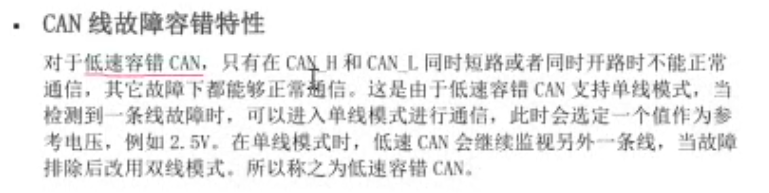 · CAN 线故障容错特性
对于低速容错 CAN，只有在 CAN_H 和 CAN_L 同时短路或者同时开路时不能正常
通信，其它故障下都能够正常通信。这是由于低速容错 CAN 支持单线模式，当
检测到一条线故障时，可以进入单线模式进行通信，此时会选定一个值作为参
考电压，例如 2.5V。在单线模式时，低速 CAN 会继续监视另外一条线，当故障
排除后改用双线模式。所以称之为低速容错 CAN。